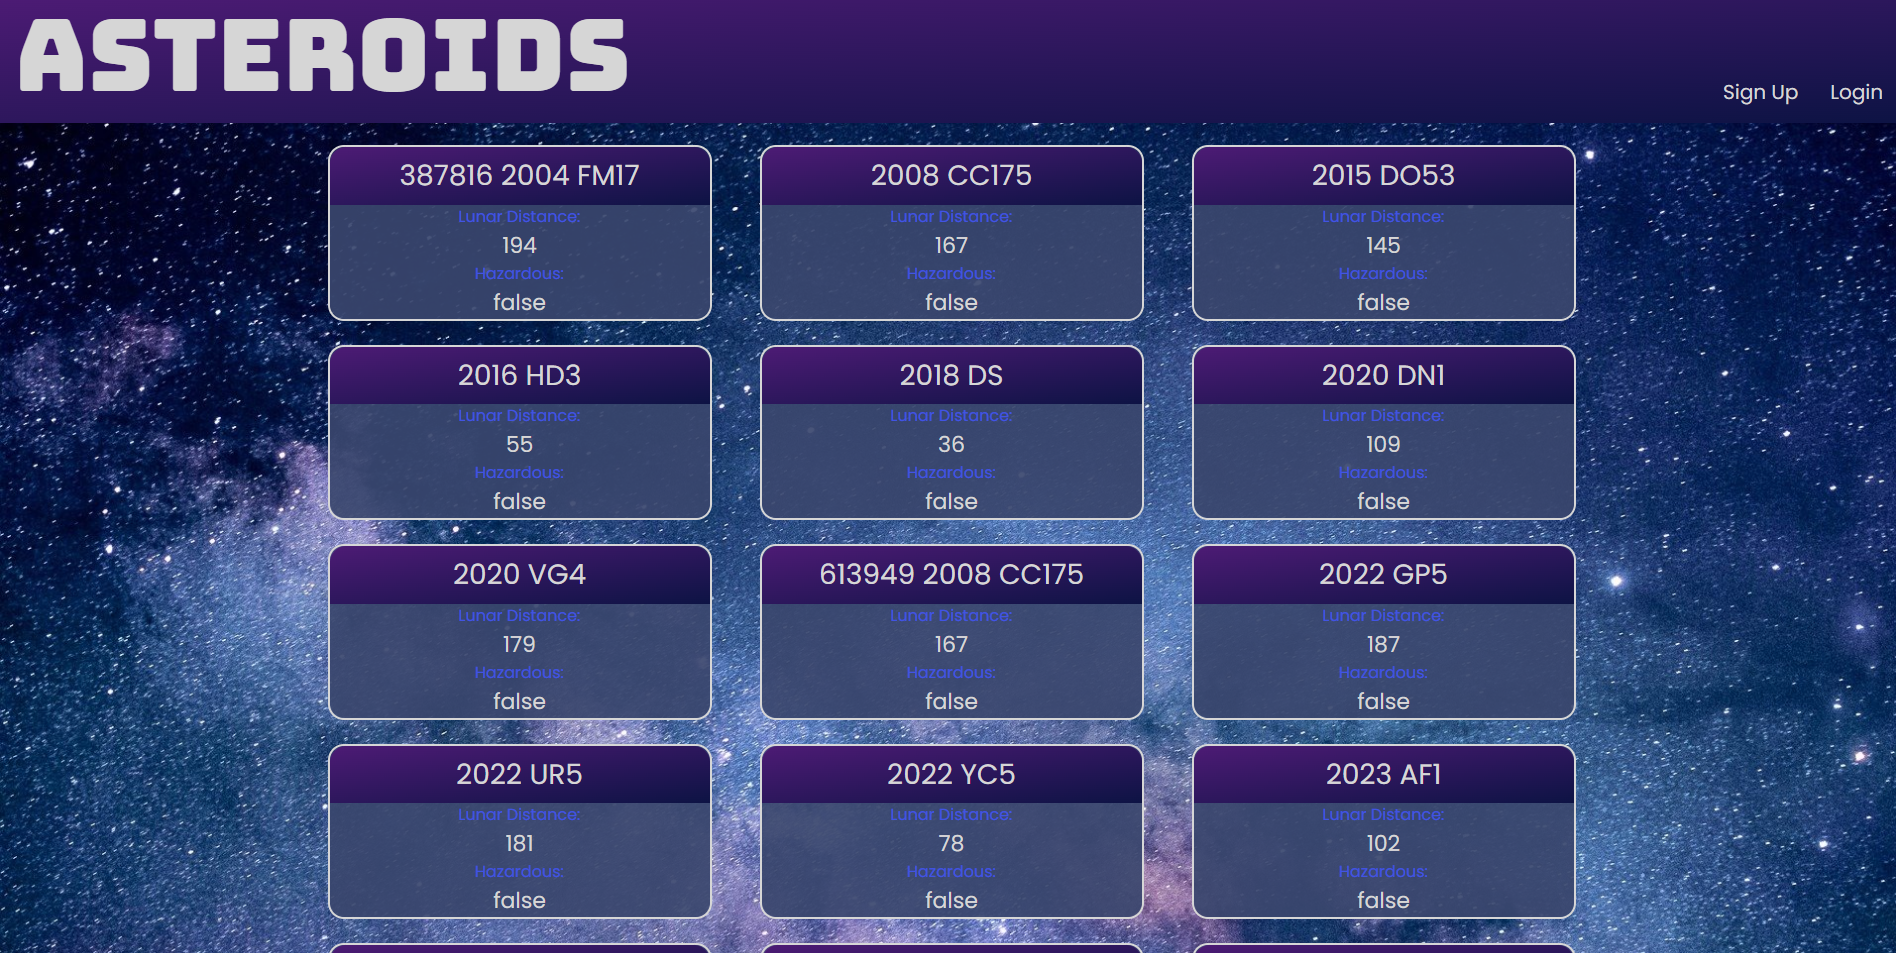 ASTEROIDS
Sign Up Login
387816 2004 FM17
Lunar Distance:
194
Hazardous:
false
2008 CC175
Lunar Distance:
167
Hazardous:
false
2015 DO53
Lunar Distance:
145
Hazardous:
false
2016 HD3
Lunar Distance:
55
Hazardous:
false
2018 DS
Lunar Distance:
36
Hazardous:
false
2020 DN1
Lunar Distance:
109
Hazardous:
false
2020 VG4
Lunar Distance:
179
Hazardous:
false
613949 2008 CC175
Lunar Distance:
167
Hazardous:
false
2022 GP5
Lunar Distance:
187
Hazardous:
false
2022 UR5
Lunar Distance:
181
Hazardous:
false
2022 YC5
Lunar Distance:
78
Hazardous:
false
2023 AF1
Lunar Distance:
102
Hazardous:
false